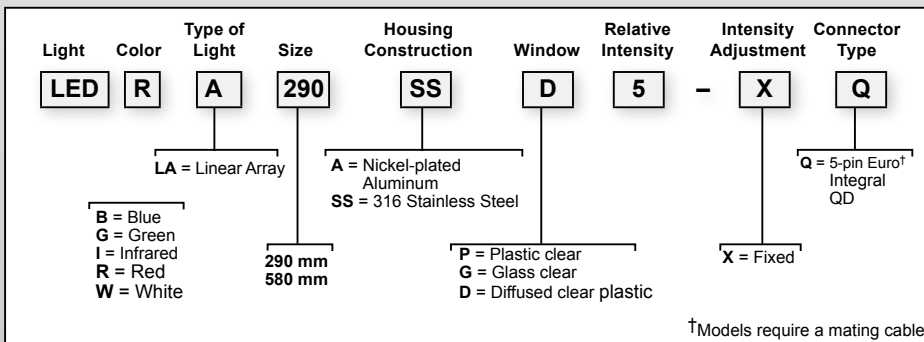 Light Color Type of Light Size Housing Construction Window Relative Intensity Intensity Adjustment Connector Type
LED R A 290 SS D 5 – X Q
LA = Linear Array
B = Blue
G = Green
I = Infrared
R = Red
W = White
290 mm
580 mm
A = Nickel-plated
Aluminum
SS = 316 Stainless Steel
P = Plastic clear
G = Glass clear
D = Diffused clear plastic
X = Fixed
Q = 5-pin Euro†
Integral
QD
†Models require a mating cable